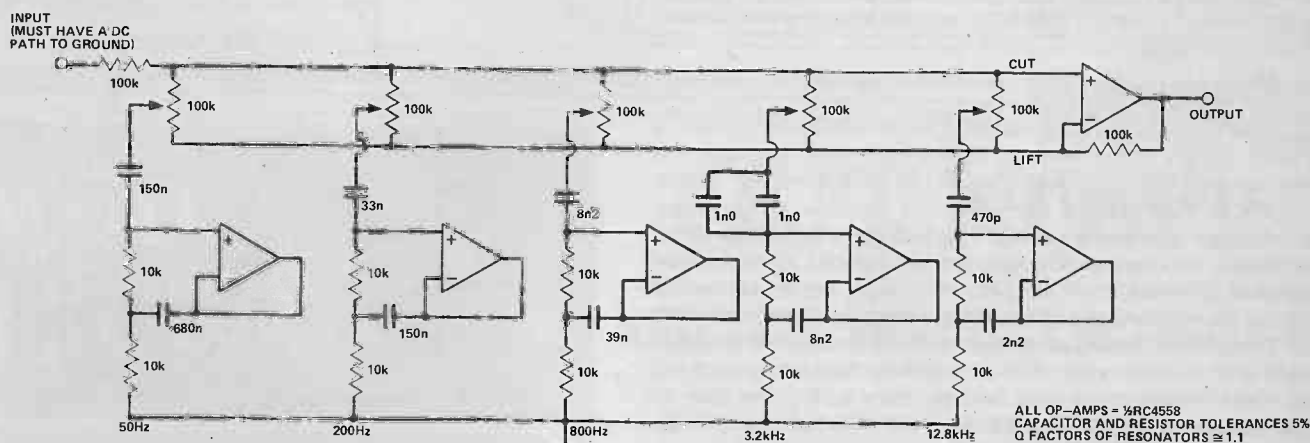 INPUT
(MUST HAVE A DC
PATH TO GROUND)
100k
100k
100k
100k
100k
100k
CUT
+
−
OUTPUT
100k
LIFT
150n
33n
8n2
1n0
1n0
470p
+
−
+
−
+
−
+
−
+
−
10k
10k
10k
10k
10k
680n
150n
39n
8n2
2n2
10k
10k
10k
10k
10k
50Hz
200Hz
800Hz
3.2kHz
12.8kHz
ALL OP—AMPS = ½RC4558
CAPACITOR AND RESISTOR TOLERANCES 5%
Q FACTORS OF RESONATORS ≃ 1.1